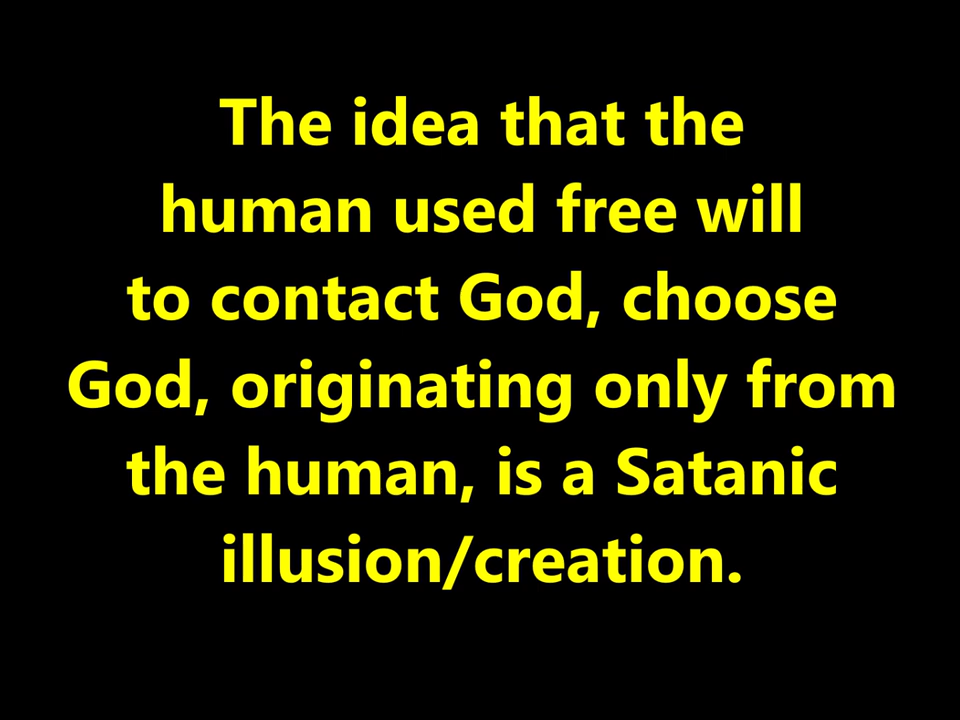 The idea that the
human used free will
to contact God, choose
God, originating only from
the human, is a Satanic
illusion/creation.